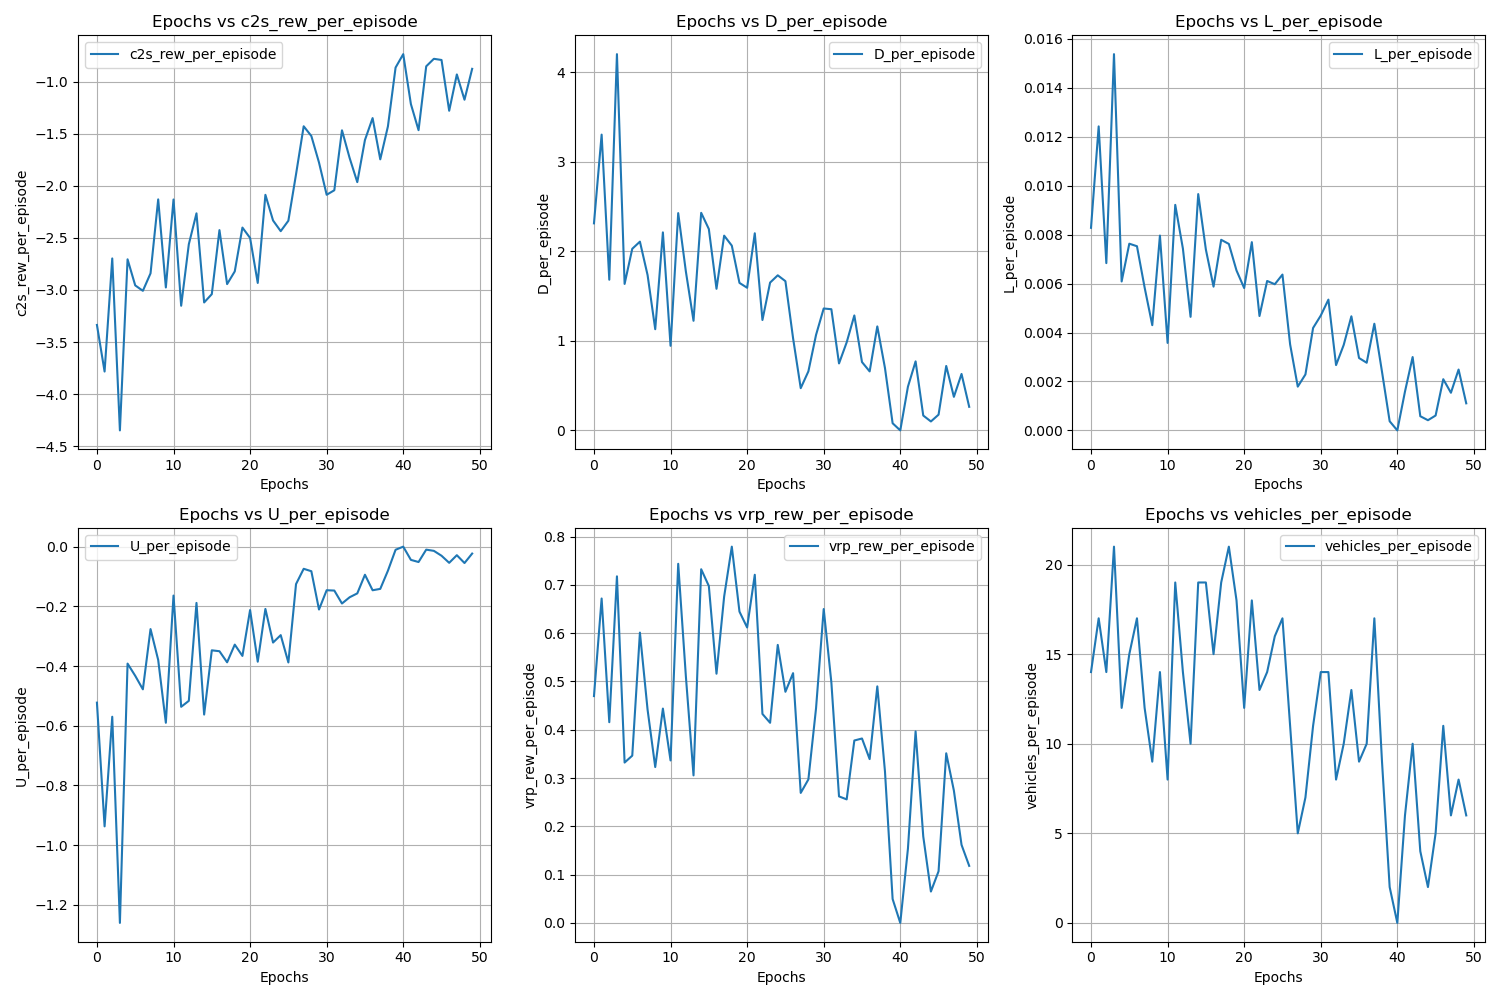 Epochs vs c2s_rew_per_episode
c2s_rew_per_episode
−1.0
−1.5
−2.0
−2.5
−3.0
−3.5
−4.0
−4.5
c2s_rew_per_episode
0 10 20 30 40 50
Epochs
Epochs vs D_per_episode
D_per_episode
4
3
2
1
0
D_per_episode
0 10 20 30 40 50
Epochs
Epochs vs L_per_episode
L_per_episode
0.016
0.014
0.012
0.010
0.008
0.006
0.004
0.002
0.000
L_per_episode
0 10 20 30 40 50
Epochs
Epochs vs U_per_episode
U_per_episode
0.0
−0.2
−0.4
−0.6
−0.8
−1.0
−1.2
U_per_episode
0 10 20 30 40 50
Epochs
Epochs vs vrp_rew_per_episode
vrp_rew_per_episode
0.8
0.7
0.6
0.5
0.4
0.3
0.2
0.1
0.0
vrp_rew_per_episode
0 10 20 30 40 50
Epochs
Epochs vs vehicles_per_episode
vehicles_per_episode
20
15
10
5
0
vehicles_per_episode
0 10 20 30 40 50
Epochs